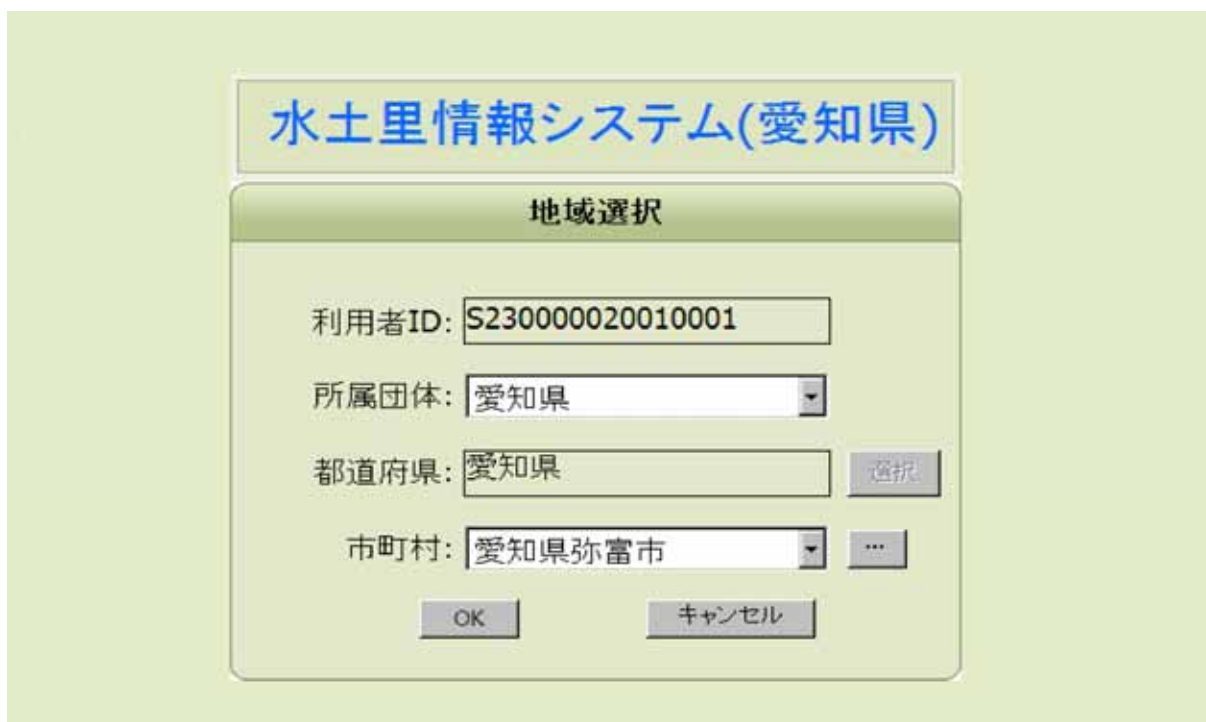 水土里情報システム(愛知県)
地域選択
利用者ID: S230000020010001
所属団体: 愛知県
都道府県: 愛知県 選択
市町村: 愛知県弥富市 ...
OK キャンセル